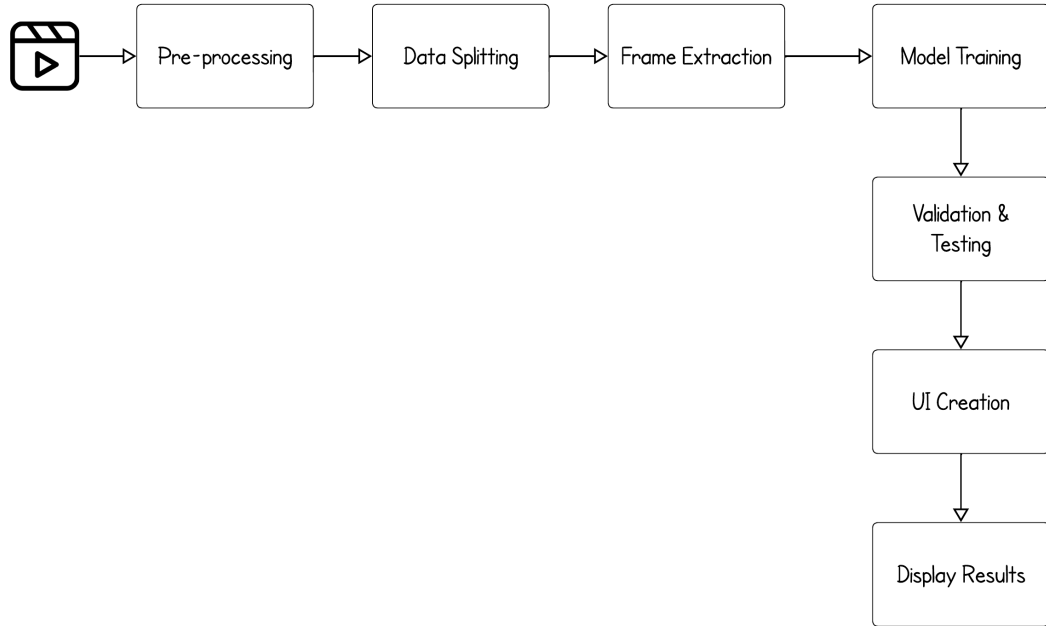 Pre-processing
Data Splitting
Frame Extraction
Model Training
Validation &
Testing
UI Creation
Display Results